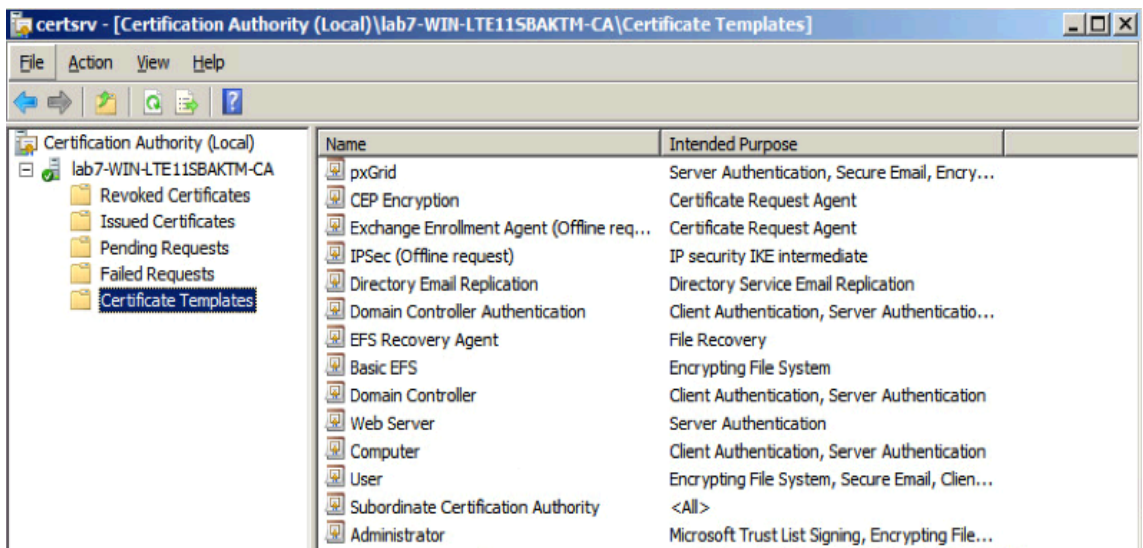 certsrv - [Certification Authority (Local)\lab7-WIN-LTE11SBAKTM-CA\Certificate Templates]
File Action View Help
Certification Authority (Local)
lab7-WIN-LTE11SBAKTM-CA
Revoked Certificates
Issued Certificates
Pending Requests
Failed Requests
Certificate Templates
Name Intended Purpose
pxGrid Server Authentication, Secure Email, Encry...
CEP Encryption Certificate Request Agent
Exchange Enrollment Agent (Offline req... Certificate Request Agent
IPSec (Offline request) IP security IKE intermediate
Directory Email Replication Directory Service Email Replication
Domain Controller Authentication Client Authentication, Server Authenticatio...
EFS Recovery Agent File Recovery
Basic EFS Encrypting File System
Domain Controller Client Authentication, Server Authentication
Web Server Server Authentication
Computer Client Authentication, Server Authentication
User Encrypting File System, Secure Email, Clien...
Subordinate Certification Authority <All>
Administrator Microsoft Trust List Signing, Encrypting File...